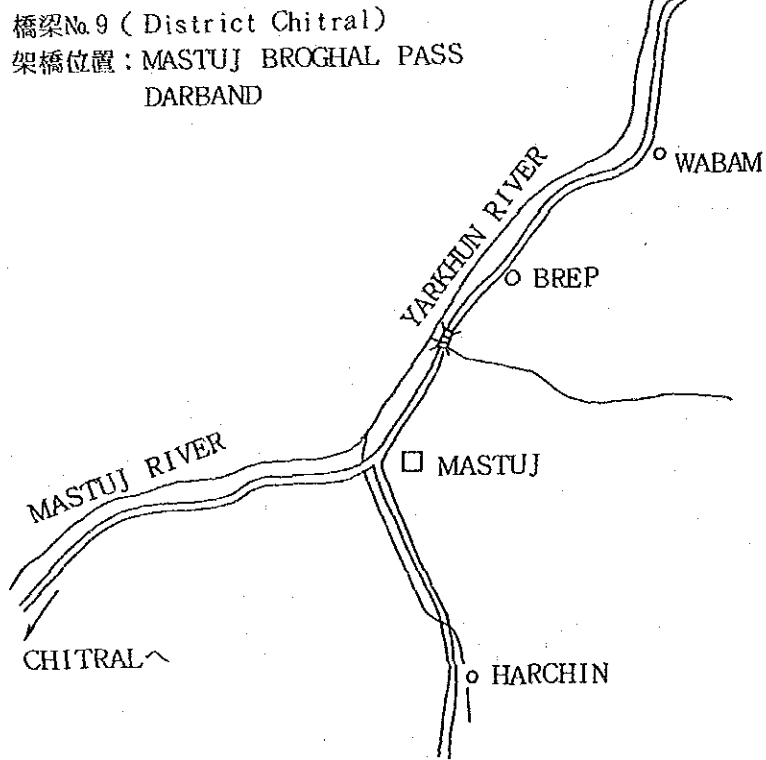 橋梁No.9 ( District Chitral)
架橋位置：MASTUJ BROGHAL PASS
DARBAND
WABAM
YARKHUN RIVER
BREP
MASTUJ RIVER
MASTUJ
CHITRALへ
HARCHIN